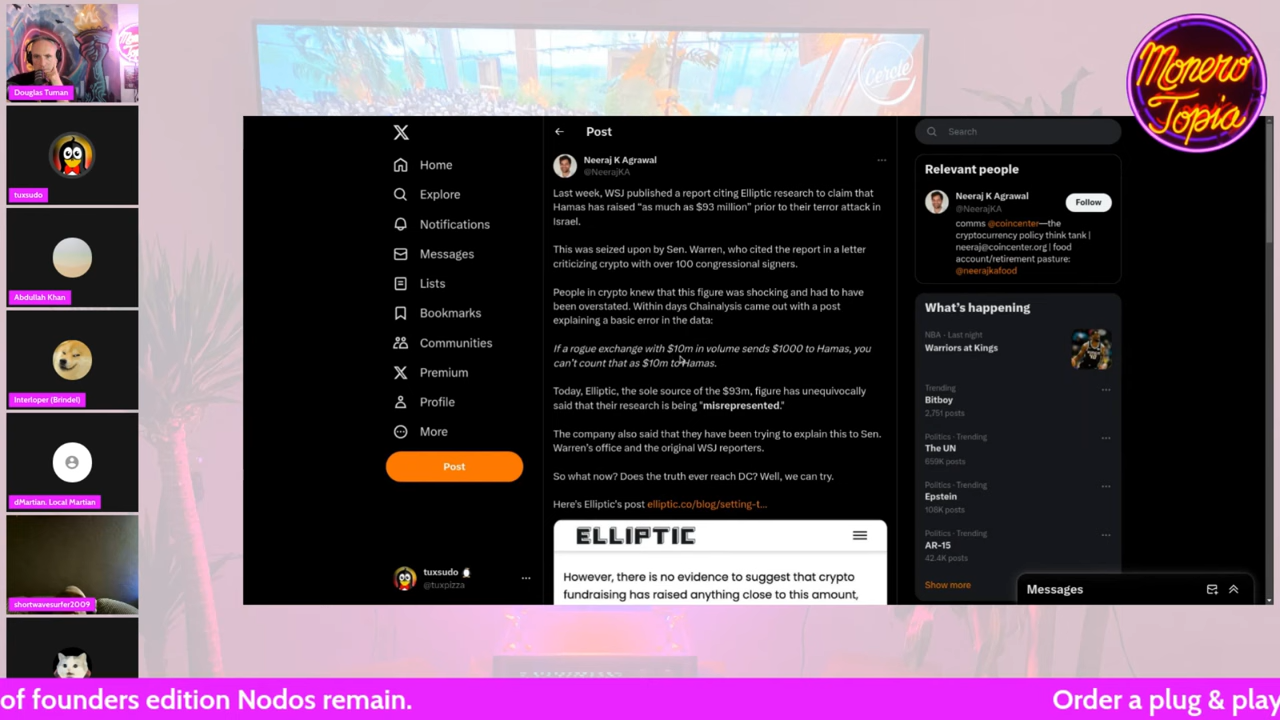 Douglas Tuman
tuxsudo
Abdullah Khan
Interloper (Brindel)
dMartian. Local Martian
shortwavesurfer2009
Cercle
Monero
Topia
Home
Explore
Notifications
Messages
Lists
Bookmarks
Communities
Premium
Profile
More
Post
tuxsudo
@tuxpizza
Post
Neeraj K Agrawal
@NeerajKA
Last week, WSJ published a report citing Elliptic research to claim that
Hamas has raised “as much as $93 million” prior to their terror attack in
Israel.
This was seized upon by Sen. Warren, who cited the report in a letter
criticizing crypto with over 100 congressional signers.
People in crypto knew that this figure was shocking and had to have
been overstated. Within days Chainalysis came out with a post
explaining a basic error in the data:
If a rogue exchange with $10m in volume sends $1000 to Hamas, you
can’t count that as $10m to Hamas.
Today, Elliptic, the sole source of the $93m, figure has unequivocally
said that their research is being "misrepresented."
The company also said that they have been trying to explain this to Sen.
Warren’s office and the original WSJ reporters.
So what now? Does the truth ever reach DC? Well, we can try.
Here’s Elliptic’s post elliptic.co/blog/setting-t...
ELLIPTIC
However, there is no evidence to suggest that crypto
fundraising has raised anything close to this amount,
Search
Relevant people
Neeraj K Agrawal
@NeerajKA
Follow
comms @coincenter—the
cryptocurrency policy think tank |
neeraj@coincenter.org | food
account/retirement pasture:
@neerajkafood
What’s happening
NBA · Last night
Warriors at Kings
Trending
Bitboy
2,751 posts
Politics · Trending
The UN
659K posts
Politics · Trending
Epstein
108K posts
Politics · Trending
AR-15
42.4K posts
Show more
Messages
of founders edition Nodos remain.
Order a plug & play